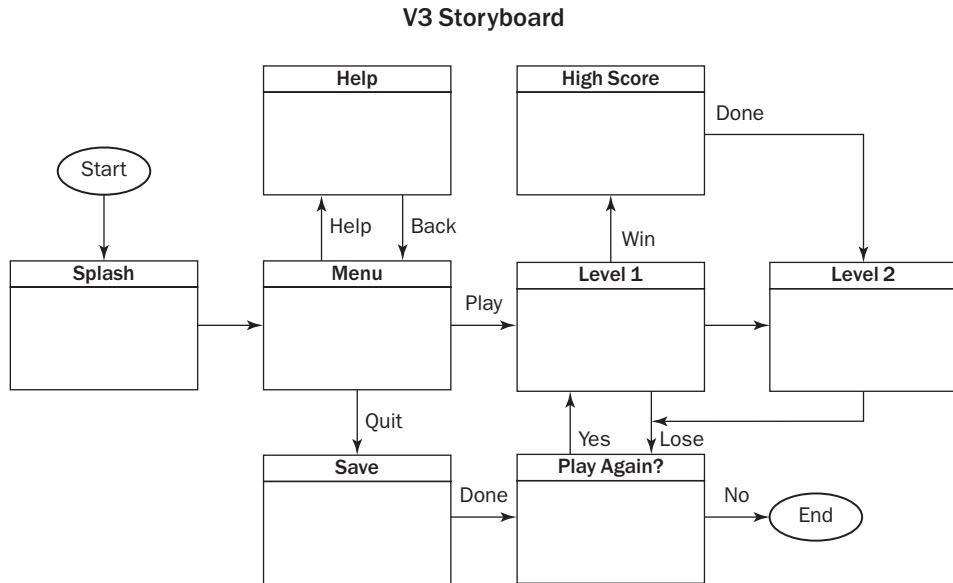 V3 Storyboard
Help
High Score
Done
Start
Help
Back
Win
Splash
Menu
Level 1
Level 2
Play
Quit
Yes
Lose
Save
Play Again?
Done
No
End